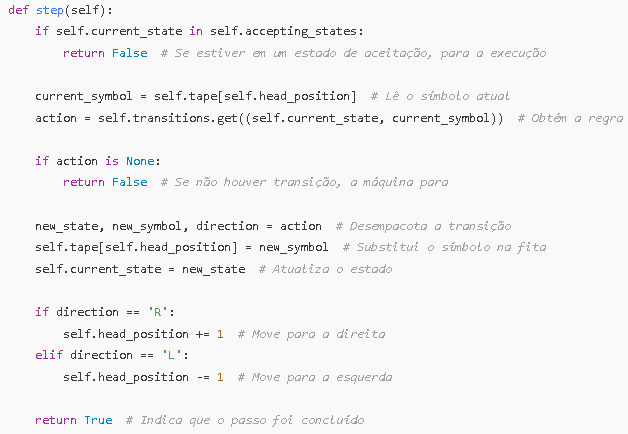 def step(self):
    if self.current_state in self.accepting_states:
        return False  # Se estiver em um estado de aceitação, para a execução
    current_symbol = self.tape[self.head_position]  # Lê o símbolo atual
    action = self.transitions.get((self.current_state, current_symbol))  # Obtém a regra
    if action is None:
        return False  # Se não houver transição, a máquina para
    new_state, new_symbol, direction = action  # Desempacota a transição
    self.tape[self.head_position] = new_symbol  # Substitui o símbolo na fita
    self.current_state = new_state  # Atualiza o estado
    if direction == 'R':
        self.head_position += 1  # Move para a direita
    elif direction == 'L':
        self.head_position -= 1  # Move para a esquerda
    return True  # Indica que o passo foi concluído